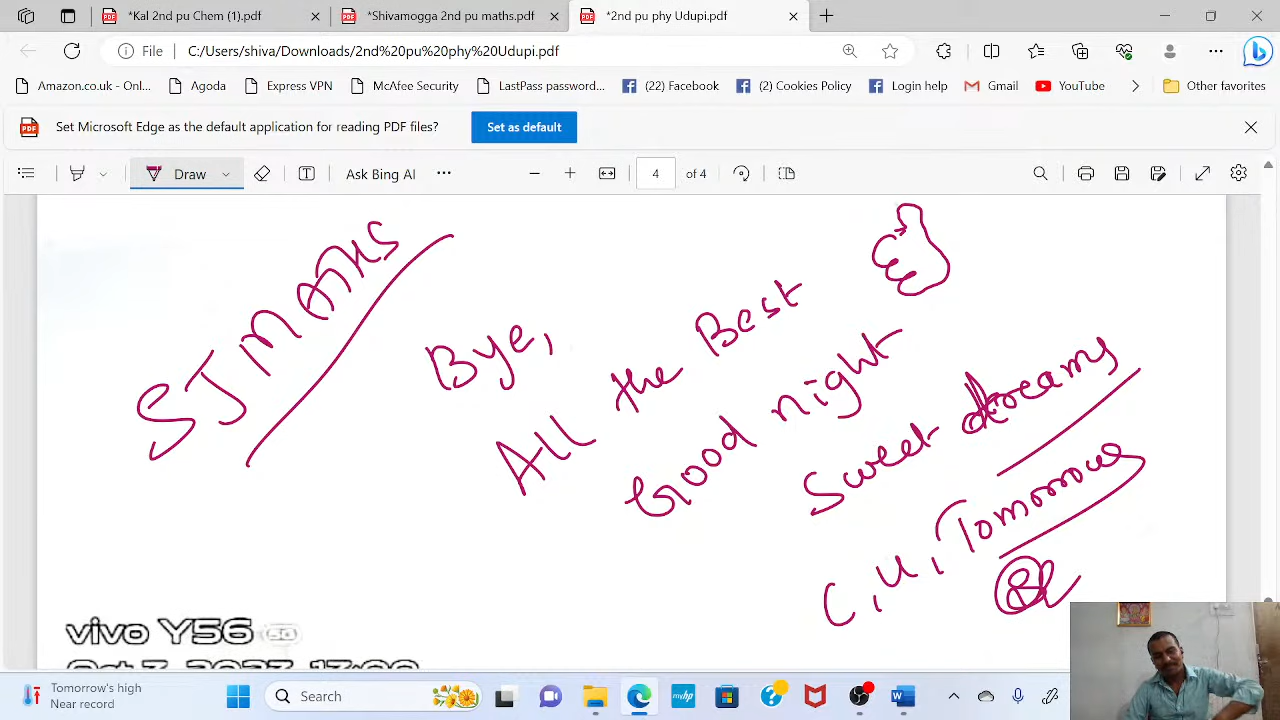 *Kal 2nd pu Chem (1).pdf
*Shivamogga 2nd pu maths.pdf
*2nd pu phy Udupi.pdf
File C:/Users/shiva/Downloads/2nd%20pu%20phy%20Udupi.pdf
Amazon.co.uk - Onl... Agoda Express VPN McAfee Security LastPass password... (22) Facebook (2) Cookies Policy Login help Gmail YouTube Other favorites
Set Microsoft Edge as the default application for reading PDF files? Set as default
Draw Ask Bing AI 4 of 4
SJMATHS
Bye,
All the Best
Good night
Sweet dreams
C, U, Tomorrow
vivo Y56 5G
Tomorrow's high
Near record
Search